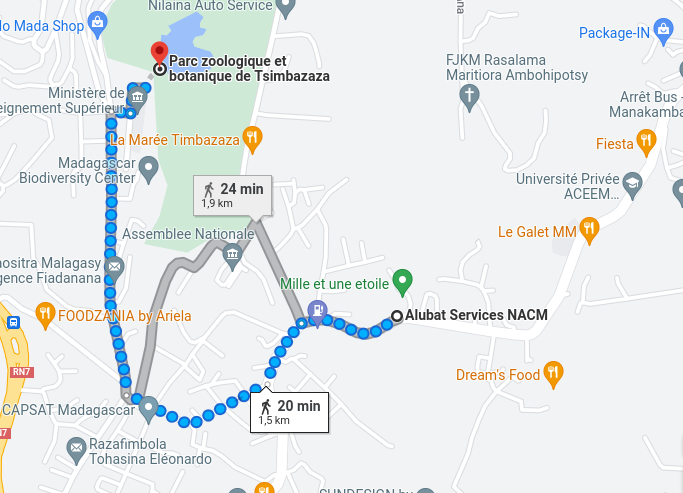 Nilaina Auto Service
lo Mada Shop
Package-IN
Parc zoologique et
botanique de Tsimbazaza
FJKM Rasalama
Maritiora Ambohipotsy
Ministère de
eignement Supérieur
Arrêt Bus -
Manakamba
La Marée Timbazaza
Fiesta
Madagascar
Biodiversity Center
Université Privée
ACEEM...
24 min
1,9 km
Le Galet MM
Assemblee Nationale
aositra Malagasy
gence Fiadanana
Mille et une etoile
FOODZANIA by Ariela
Alubat Services NACM
RN7
Dream's Food
20 min
1,5 km
CAPSAT Madagascar
Razafimbola
Tohasina Eléonardo